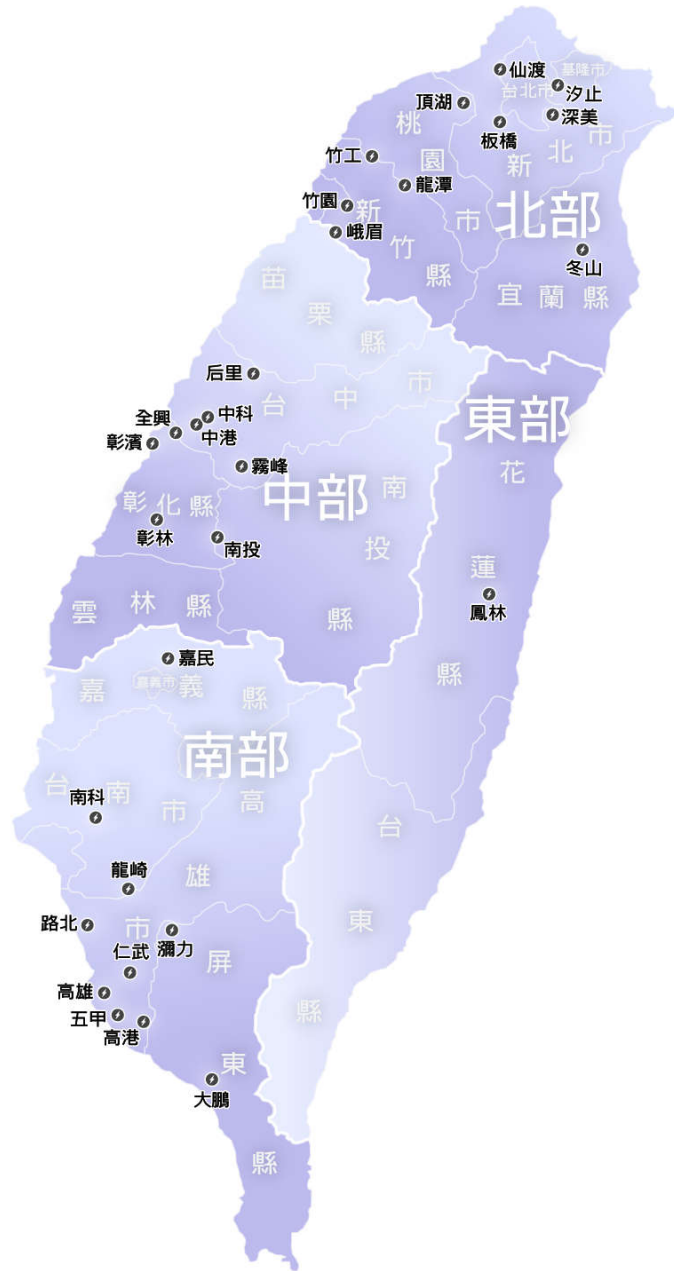 仙渡
基隆市
台北市
汐止
頂湖
深美
板橋
桃園市
新北市
竹工
龍潭
竹園
峨眉
新竹縣
北部
冬山
宜蘭縣
苗栗縣
后里
台中市
中科
全興
中港
彰濱
霧峰
東部
花蓮縣
中部
彰化縣
彰林
南投
南投縣
鳳林
雲林縣
嘉民
嘉義市
嘉義縣
南部
台南市
南科
高雄市
龍崎
台東縣
路北
瀰力
仁武
屏東縣
高雄
五甲
高港
大鵬